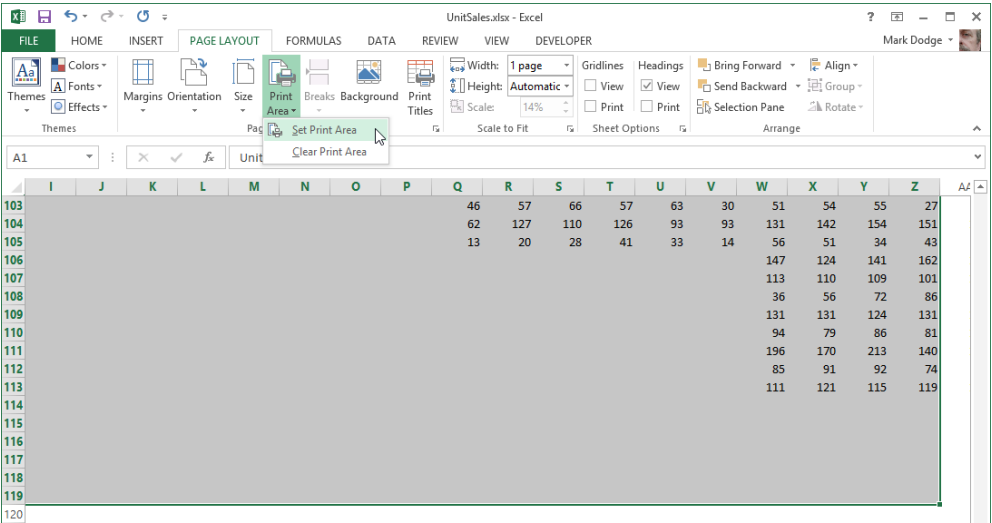 UnitSales.xlsx - Excel
FILE HOME INSERT PAGE LAYOUT FORMULAS DATA REVIEW VIEW DEVELOPER Mark Dodge
Colors Width: 1 page Gridlines Headings Bring Forward Align
Aa A Fonts Height: Automatic View View Send Backward Group
Themes Effects Margins Orientation Size Print Area Breaks Background Print Titles Scale: 14% Print Print Selection Pane Rotate
Themes Pag Scale to Fit Sheet Options Arrange
Set Print Area
Clear Print Area
A1 fx Unit
I J K L M N O P Q R S T U V W X Y Z AA
103 46 57 66 57 63 30 51 54 55 27
104 62 127 110 126 93 93 131 142 154 151
105 13 20 28 41 33 14 56 51 34 43
106 147 124 141 162
107 113 110 109 101
108 36 56 72 86
109 131 131 124 131
110 94 79 86 81
111 196 170 213 140
112 85 91 92 74
113 111 121 115 119
114
115
116
117
118
119
120